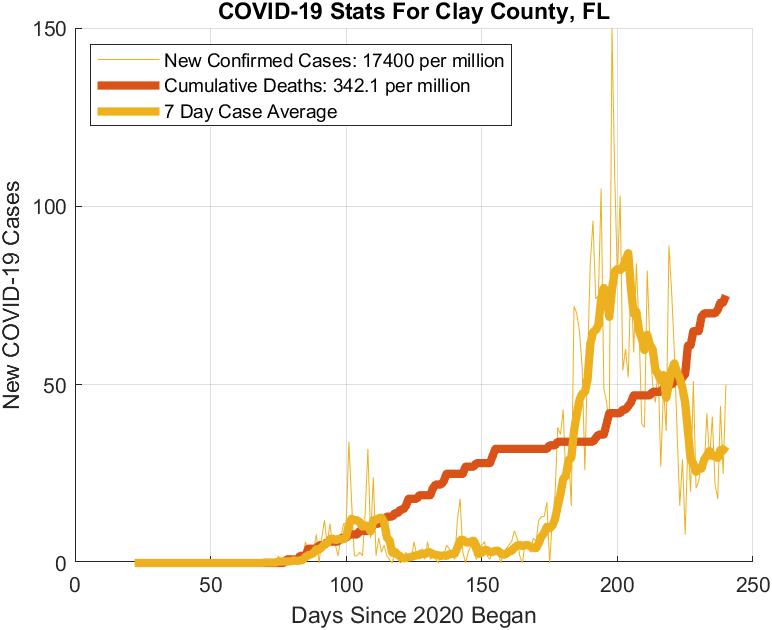 COVID-19 Stats For Clay County, FL
150
New Confirmed Cases: 17400 per million
Cumulative Deaths: 342.1 per million
7 Day Case Average
100
50
0
New COVID-19 Cases
0 50 100 150 200 250
Days Since 2020 Began